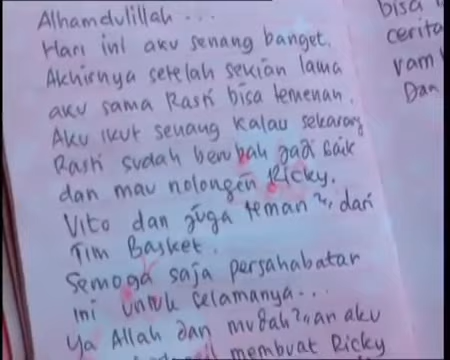 Alhamdulillah...
Hari ini aku senang banget.
Akhirnya setelah sekian lama
aku sama Rasti bisa temenan.
Aku ikut senang kalau sekarang
Rasti sudah berubah jadi baik
dan mau nolongen Ricky,
Vito dan juga teman², dari
Tim Basket.
Semoga saja persahabatan
ini untuk selamanya...
Ya Allah dan mudah²an aku
membuat Ricky
bisa
cerita
Dan